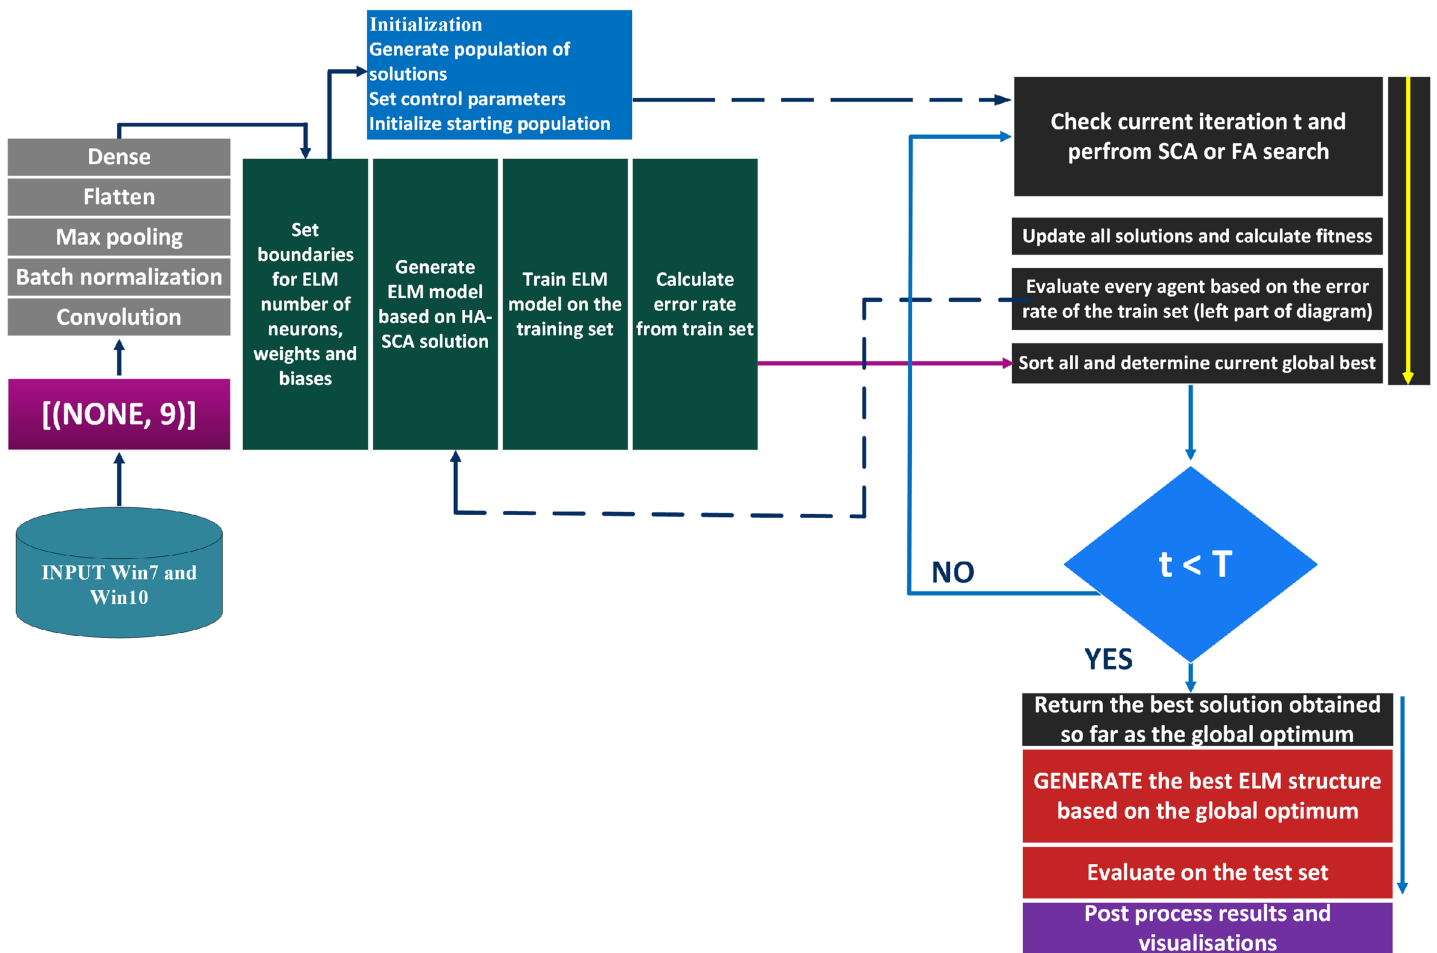 Initialization
Generate population of
solutions
Set control parameters
Initialize starting population
Dense
Flatten
Max pooling
Batch normalization
Convolution
[(NONE, 9)]
INPUT Win7 and
Win10
Set
boundaries
for ELM
number of
neurons,
weights and
biases
Generate
ELM model
based on HA-
SCA solution
Train ELM
model on the
training set
Calculate
error rate
from train set
Check current iteration t and
perfrom SCA or FA search
Update all solutions and calculate fitness
Evaluate every agent based on the error
rate of the train set (left part of diagram)
Sort all and determine current global best
t < T
NO
YES
Return the best solution obtained
so far as the global optimum
GENERATE the best ELM structure
based on the global optimum
Evaluate on the test set
Post process results and
visualisations